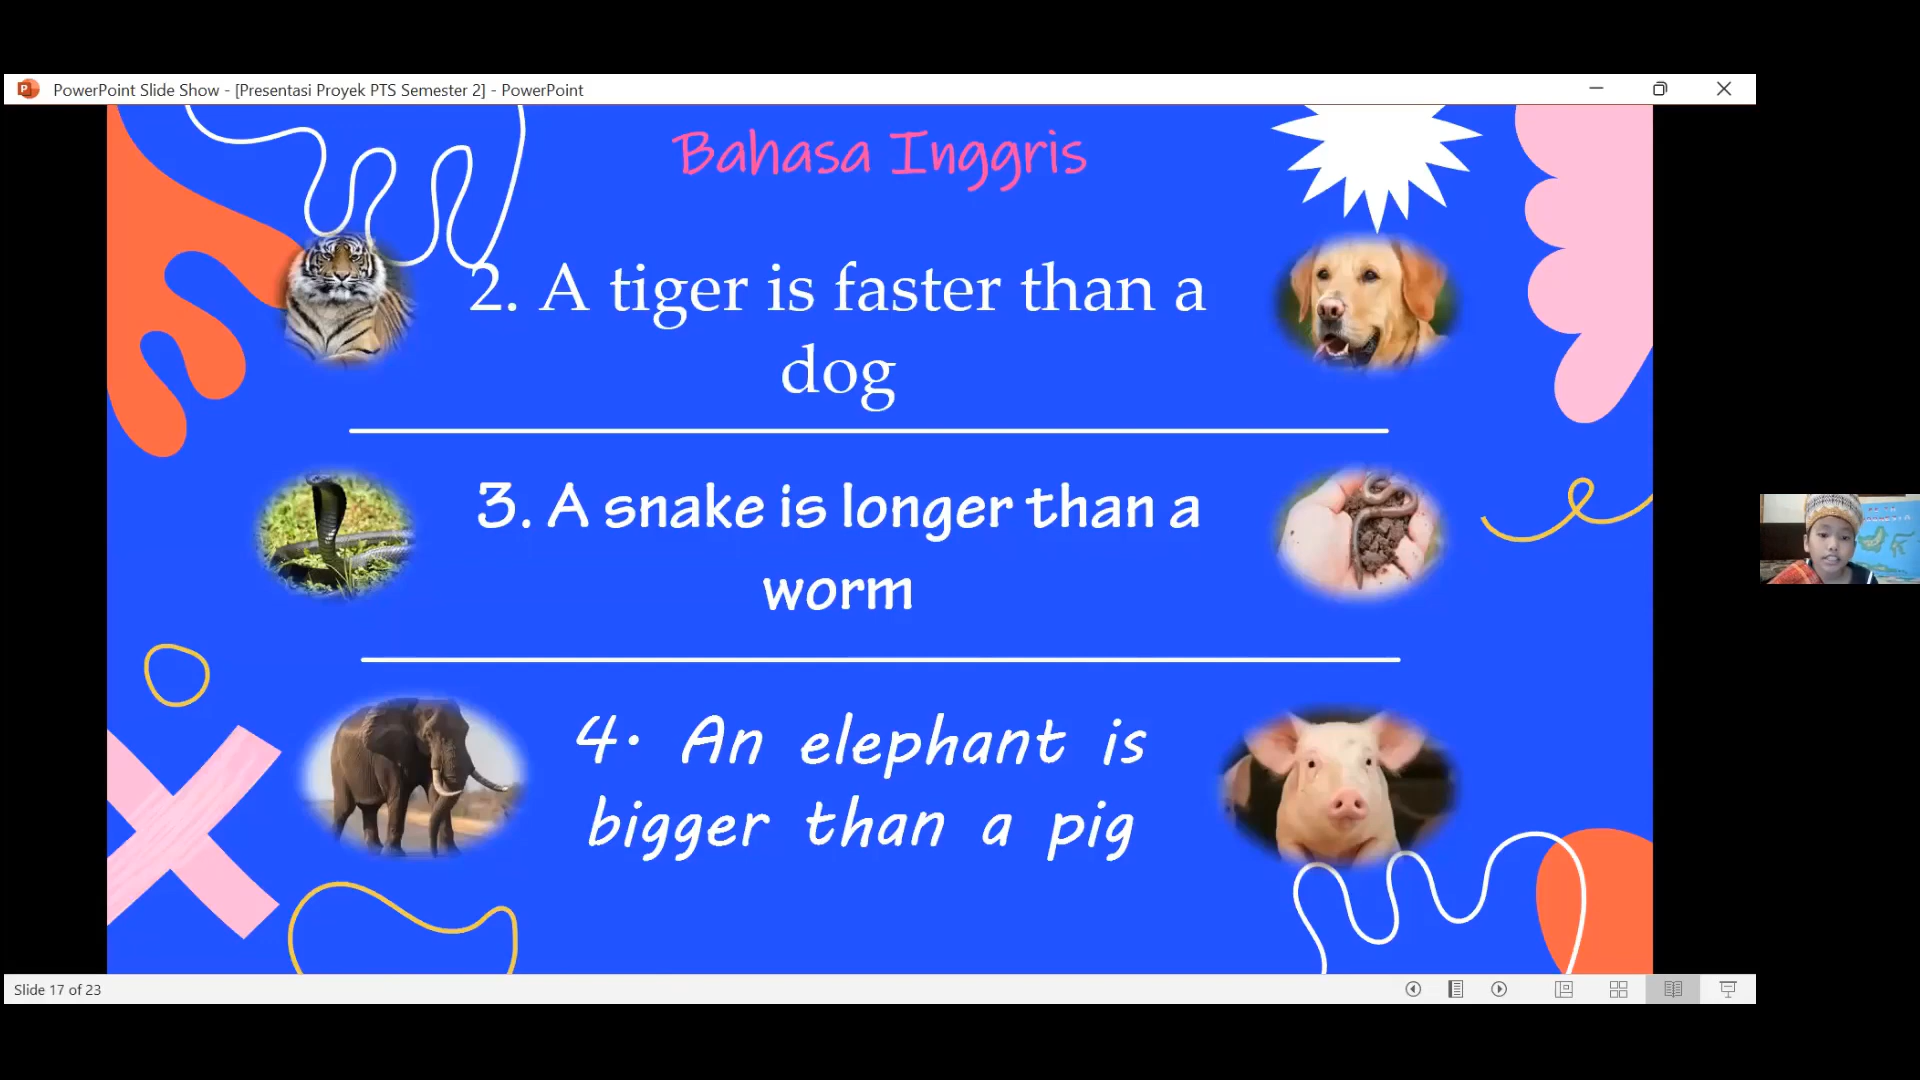 PowerPoint Slide Show - [Presentasi Proyek PTS Semester 2] - PowerPoint
Bahasa Inggris
2. A tiger is faster than a
dog
3. A snake is longer than a
worm
4. An elephant is
bigger than a pig
Slide 17 of 23